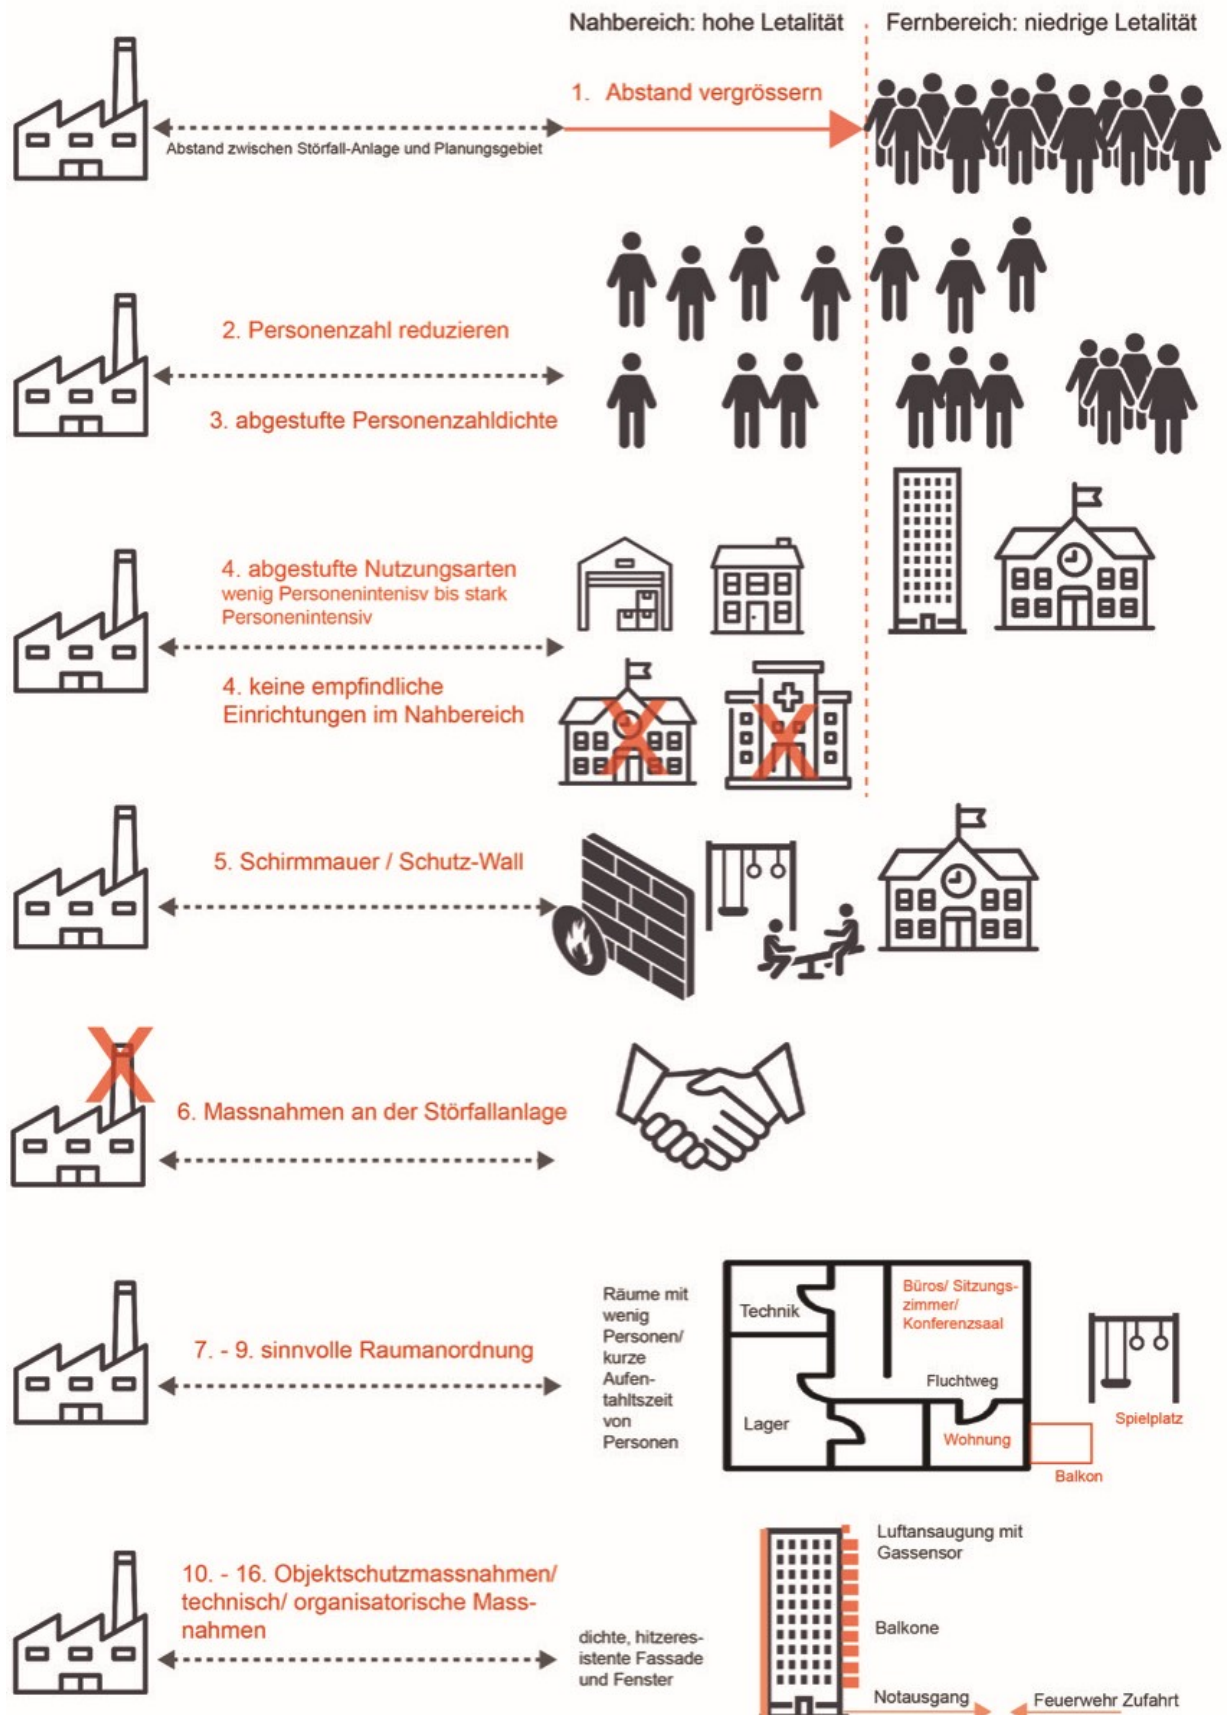 Nahbereich: hohe Letalität
Fernbereich: niedrige Letalität
1. Abstand vergrössern
Abstand zwischen Störfall-Anlage und Planungsgebiet
2. Personenzahl reduzieren
3. abgestufte Personenzahldichte
4. abgestufte Nutzungsarten
wenig Personenintenisv bis stark
Personenintensiv
4. keine empfindliche
Einrichtungen im Nahbereich
5. Schirmmauer / Schutz-Wall
6. Massnahmen an der Störfallanlage
7. - 9. sinnvolle Raumanordnung
Räume mit
wenig
Personen/
kurze
Aufen-
tahltszeit
von
Personen
Technik
Büros/ Sitzungs-
zimmer/
Konferenzsaal
Fluchtweg
Lager
Wohnung
Spielplatz
Balkon
10. - 16. Objektschutzmassnahmen/
technisch/ organisatorische Mass-
nahmen
dichte, hitzeres-
istente Fassade
und Fenster
Luftansaugung mit
Gassensor
Balkone
Notausgang
Feuerwehr Zufahrt